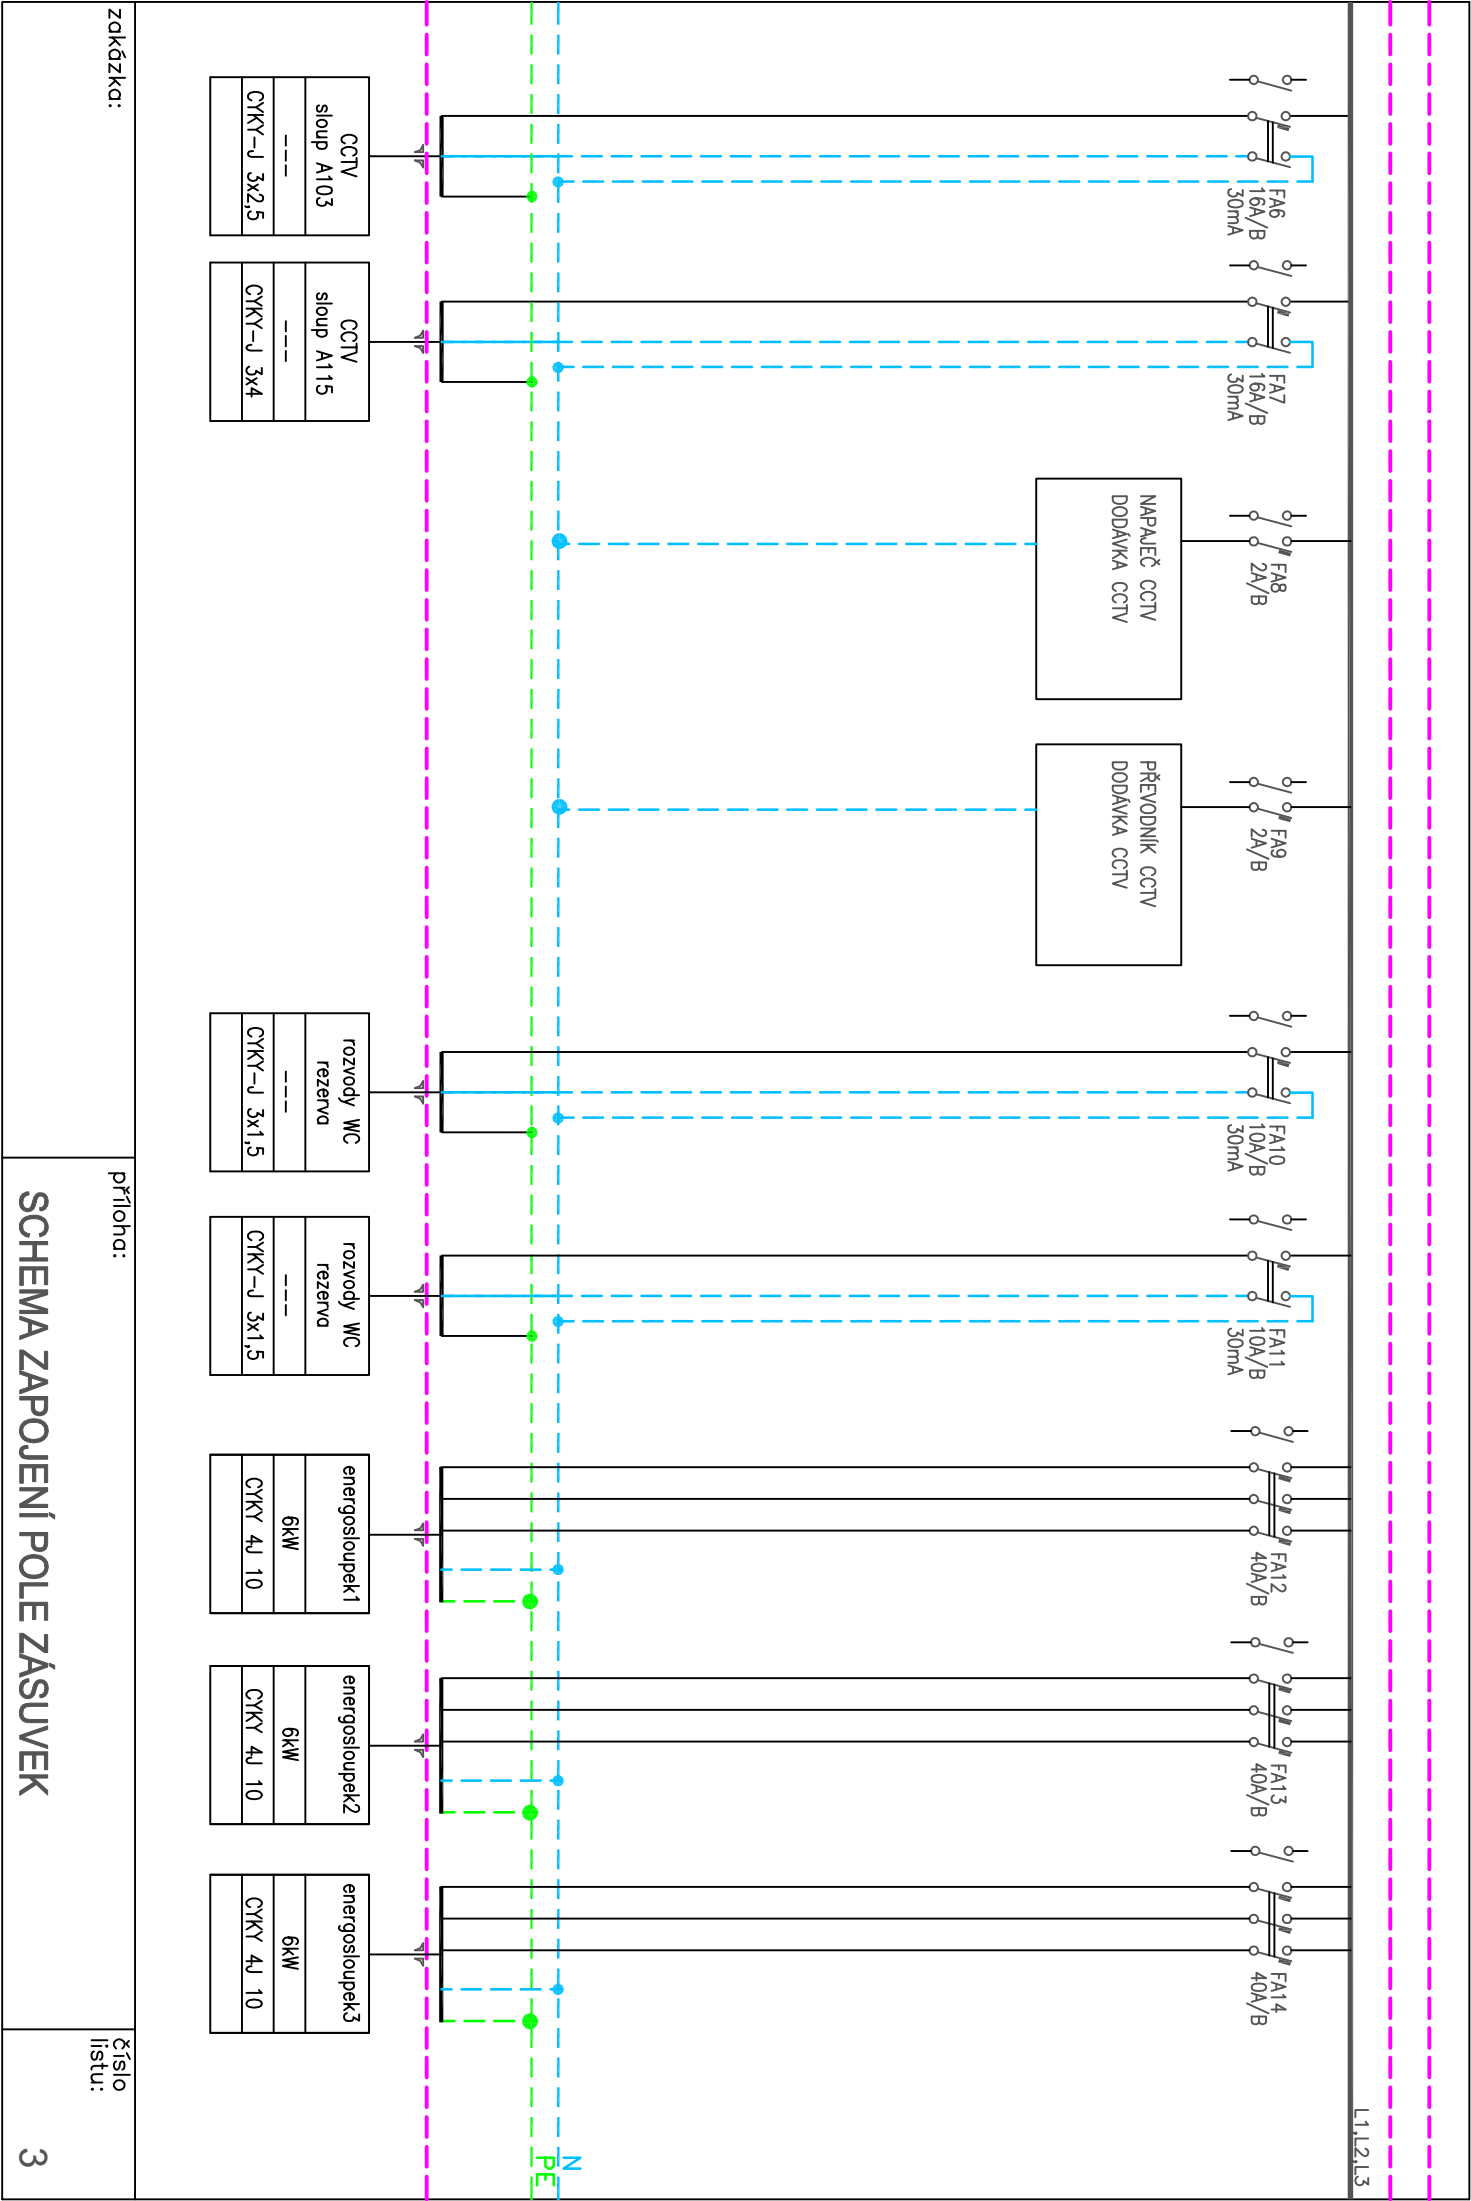 L1,L2,L3
FA6
16A/B
30mA
FA7
16A/B
30mA
FA8
2A/B
FA9
2A/B
FA10
10A/B
30mA
FA11
10A/B
30mA
FA12
40A/B
FA13
40A/B
FA14
40A/B
NAPAJEČ CCTV
DODÁVKA CCTV
PŘEVODNÍK CCTV
DODÁVKA CCTV
N
PE
CCTV
sloup A103
---
CYKY-J 3x2,5
CCTV
sloup A115
---
CYKY-J 3x4
rozvody WC
rezerva
---
CYKY-J 3x1,5
rozvody WC
rezerva
---
CYKY-J 3x1,5
energosloupek1
6kW
CYKY 4J 10
energosloupek2
6kW
CYKY 4J 10
energosloupek3
6kW
CYKY 4J 10
zakázka:
příloha:
SCHEMA ZAPOJENÍ POLE ZÁSUVEK
číslo
listu:
3